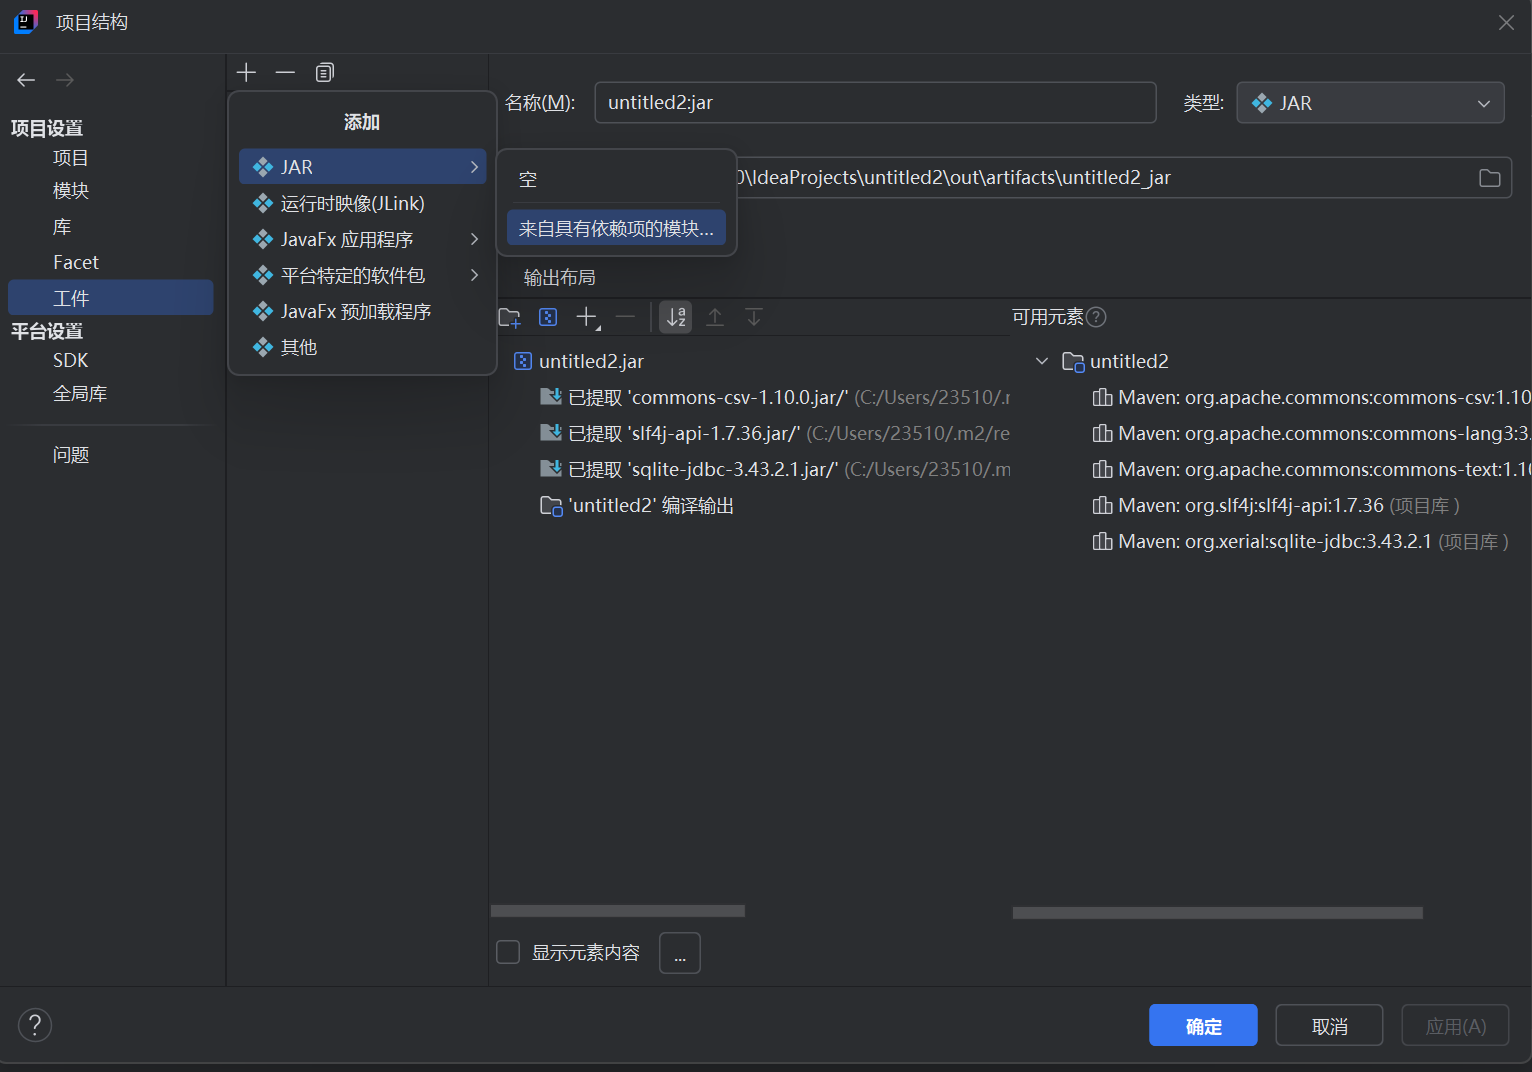 项目结构
项目设置
项目
模块
库
Facet
工件
平台设置
SDK
全局库
问题
添加
JAR
运行时映像(JLink)
JavaFx 应用程序
平台特定的软件包
JavaFx 预加载程序
其他
空
来自具有依赖项的模块...
名称(M):
untitled2:jar
类型:
JAR
\IdeaProjects\untitled2\out\artifacts\untitled2_jar
输出布局
可用元素
untitled2.jar
已提取 'commons-csv-1.10.0.jar/' (C:/Users/23510/.r
已提取 'slf4j-api-1.7.36.jar/' (C:/Users/23510/.m2/re
已提取 'sqlite-jdbc-3.43.2.1.jar/' (C:/Users/23510/.m
'untitled2' 编译输出
untitled2
Maven: org.apache.commons:commons-csv:1.10
Maven: org.apache.commons:commons-lang3:3.
Maven: org.apache.commons:commons-text:1.10
Maven: org.slf4j:slf4j-api:1.7.36 (项目库 )
Maven: org.xerial:sqlite-jdbc:3.43.2.1 (项目库 )
显示元素内容
...
?
确定
取消
应用(A)